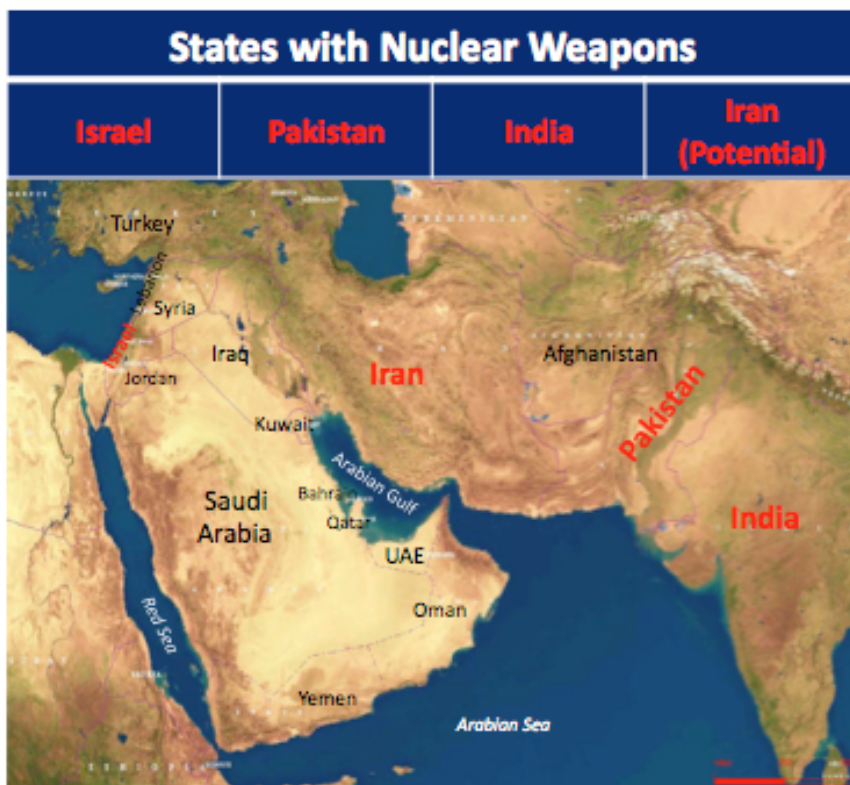 States with Nuclear Weapons
Israel
Pakistan
India
Iran
(Potential)
Turkey
Lebanon
Syria
Israel
Iraq
Jordan
Iran
Afghanistan
Pakistan
Kuwait
Arabian Gulf
Bahrain
Qatar
Saudi
Arabia
India
UAE
Oman
Red Sea
Yemen
Arabian Sea
ETHIOPIA